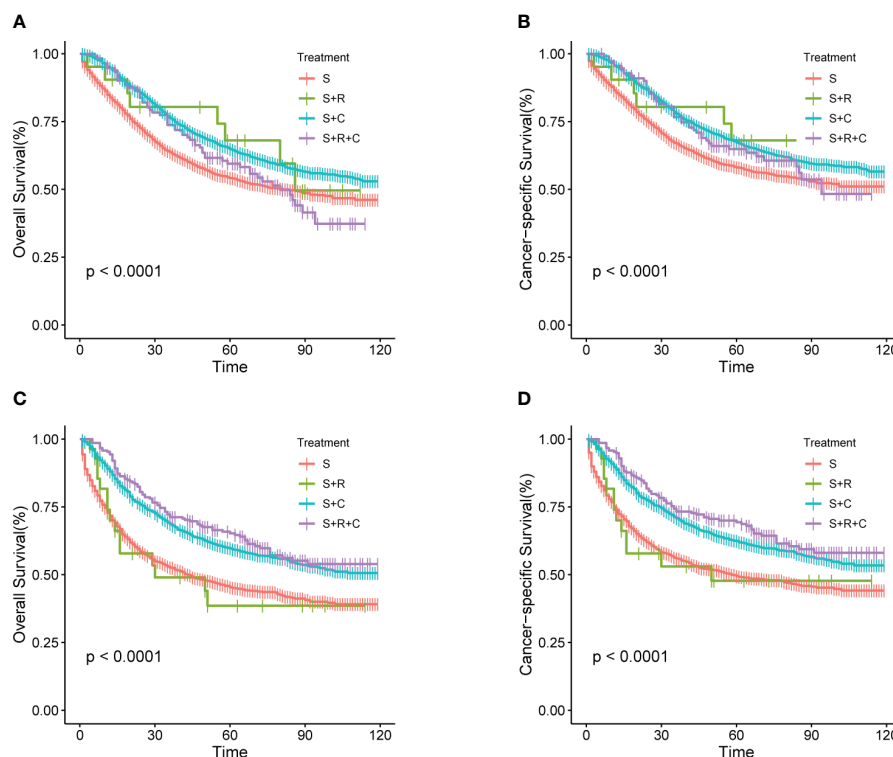 A
Overall Survival(%)
1.00
0.75
0.50
0.25
0.00
p < 0.0001
Treatment
S
S+R
S+C
S+R+C
0 30 60 90 120
Time
B
Cancer−specific Survival(%)
1.00
0.75
0.50
0.25
0.00
p < 0.0001
Treatment
S
S+R
S+C
S+R+C
0 30 60 90 120
Time
C
Overall Survival(%)
1.00
0.75
0.50
0.25
0.00
p < 0.0001
Treatment
S
S+R
S+C
S+R+C
0 30 60 90 120
Time
D
Cancer−specific Survival(%)
1.00
0.75
0.50
0.25
0.00
p < 0.0001
Treatment
S
S+R
S+C
S+R+C
0 30 60 90 120
Time